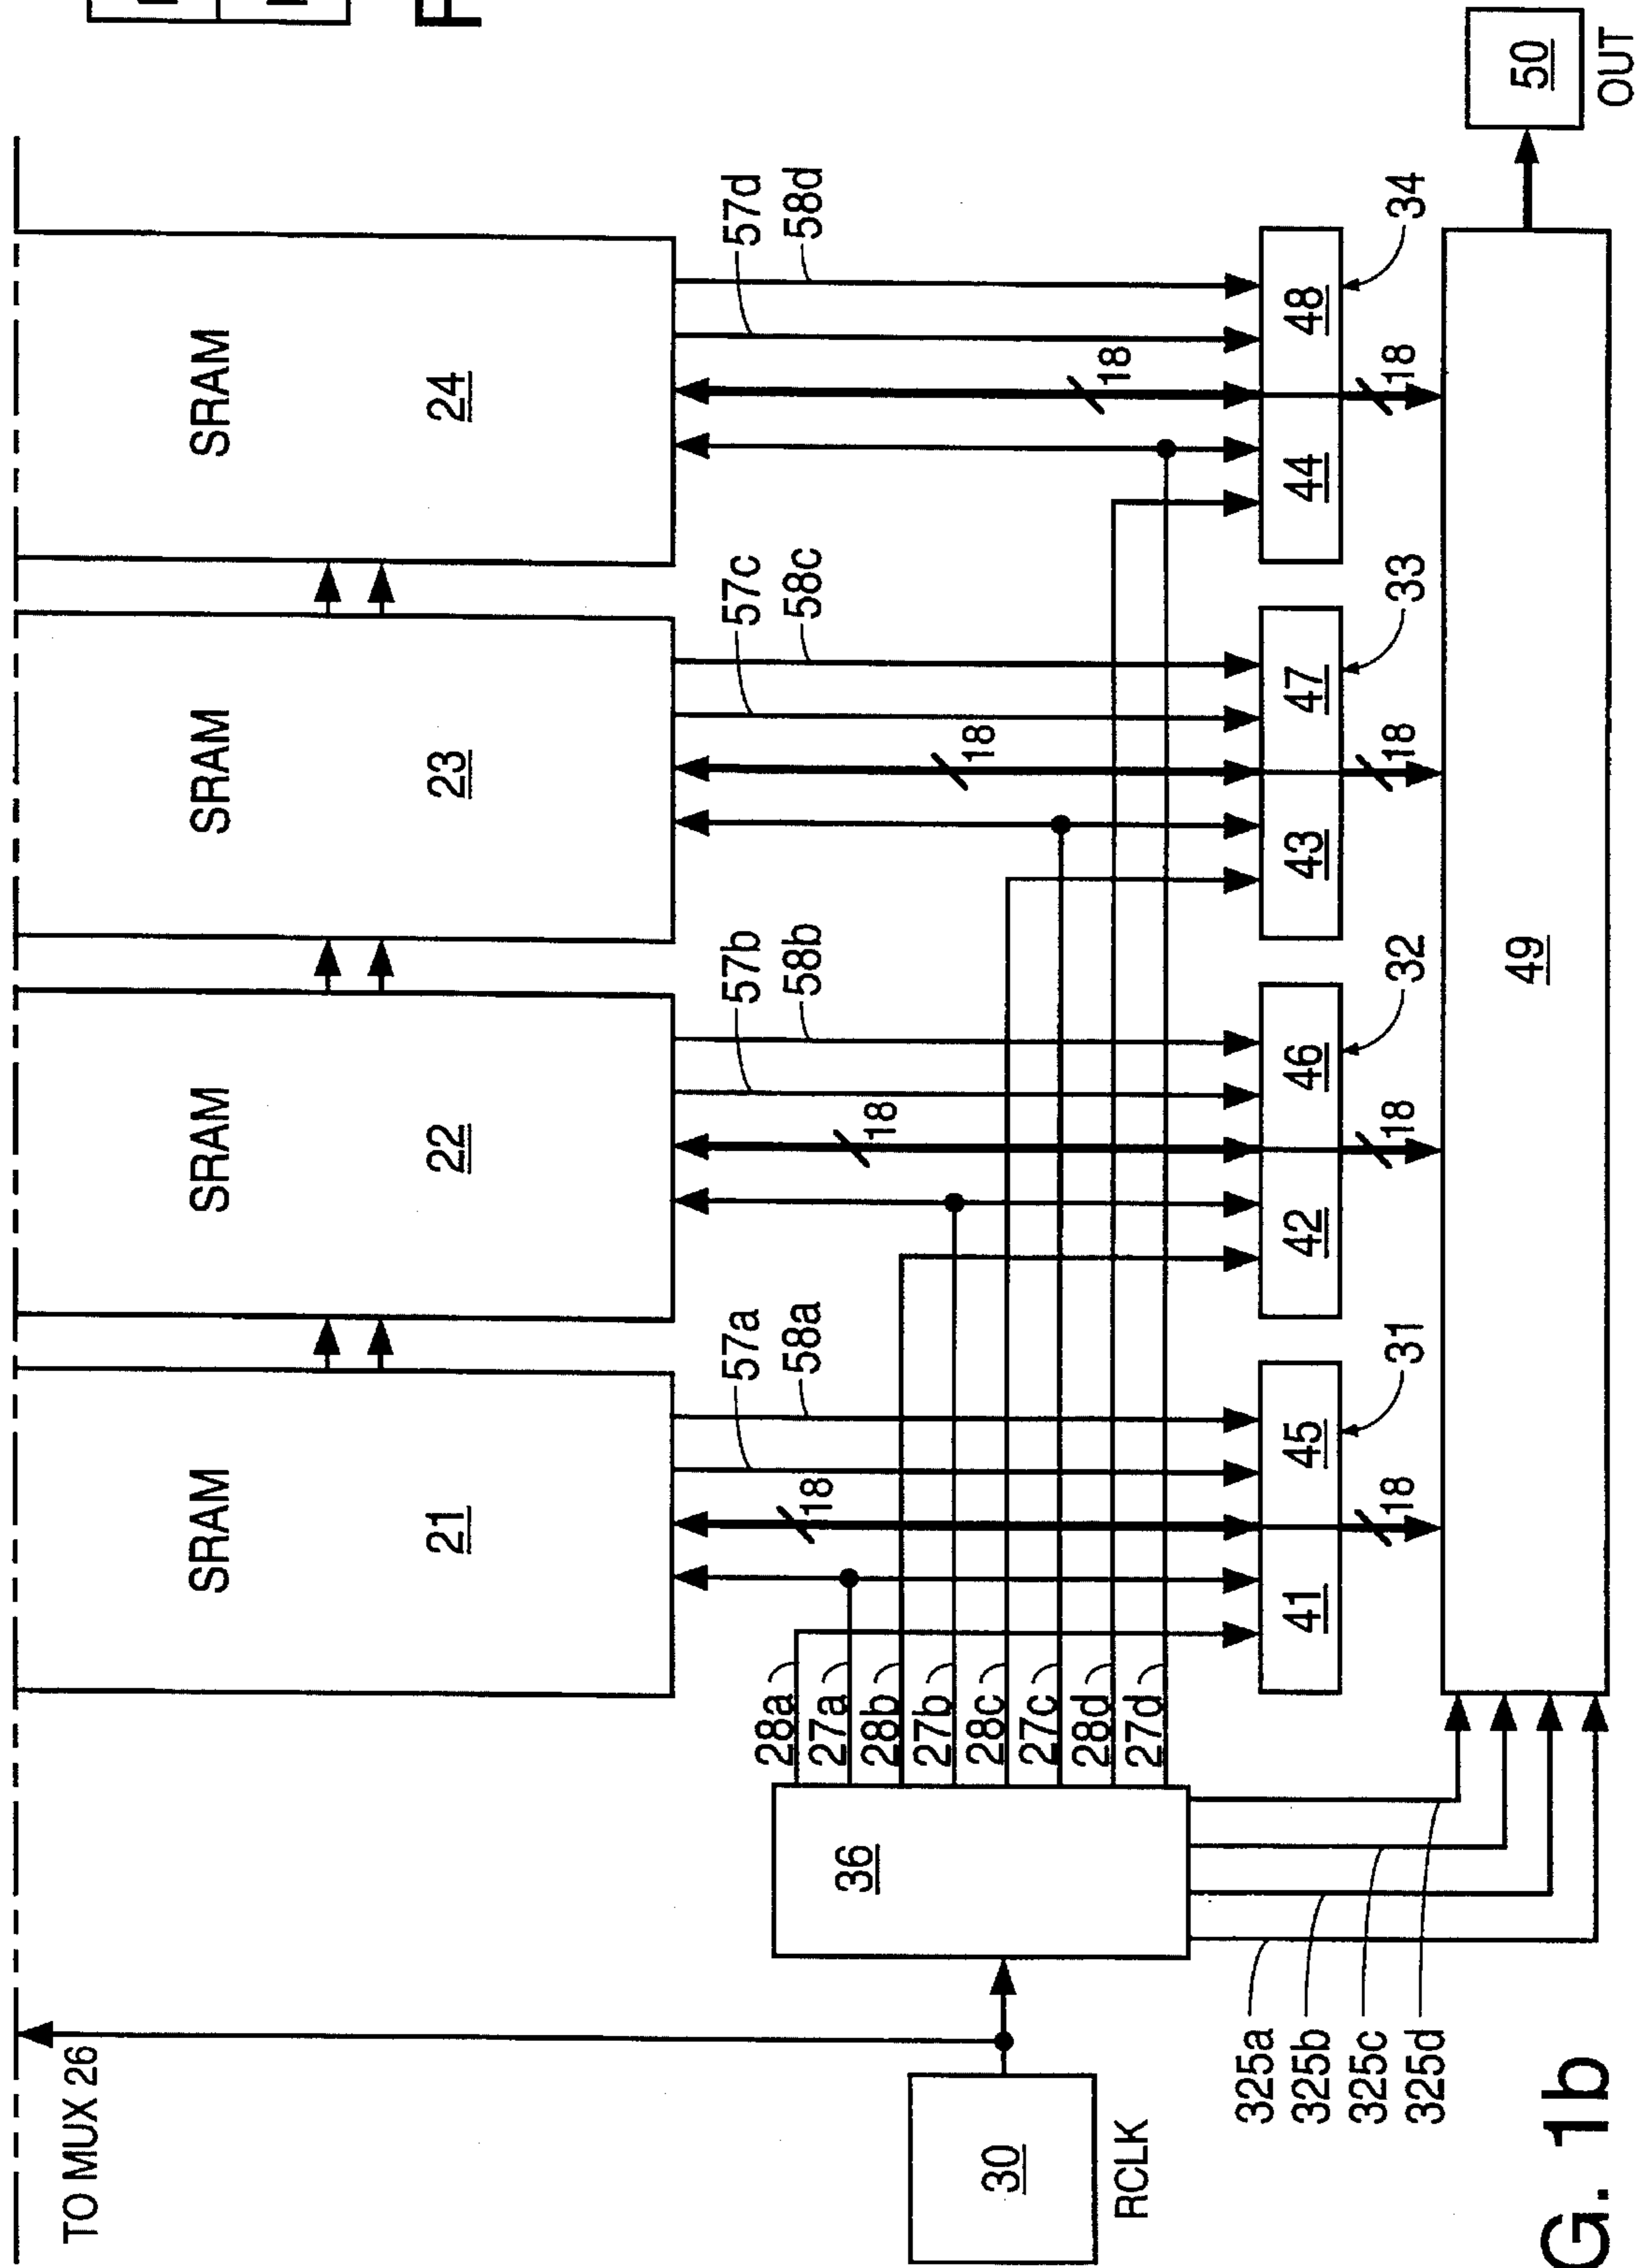 TO MUX 26
SRAM
21
SRAM
22
SRAM
23
SRAM
24
57a
58a
57b
58b
57c
58c
57d
58d
18
18
18
18
28a
27a
28b
27b
28c
27c
28d
27d
36
30
RCLK
41
45
31
42
46
32
43
47
33
44
48
34
18
18
18
18
49
50
OUT
325a
325b
325c
325d
G. 1b